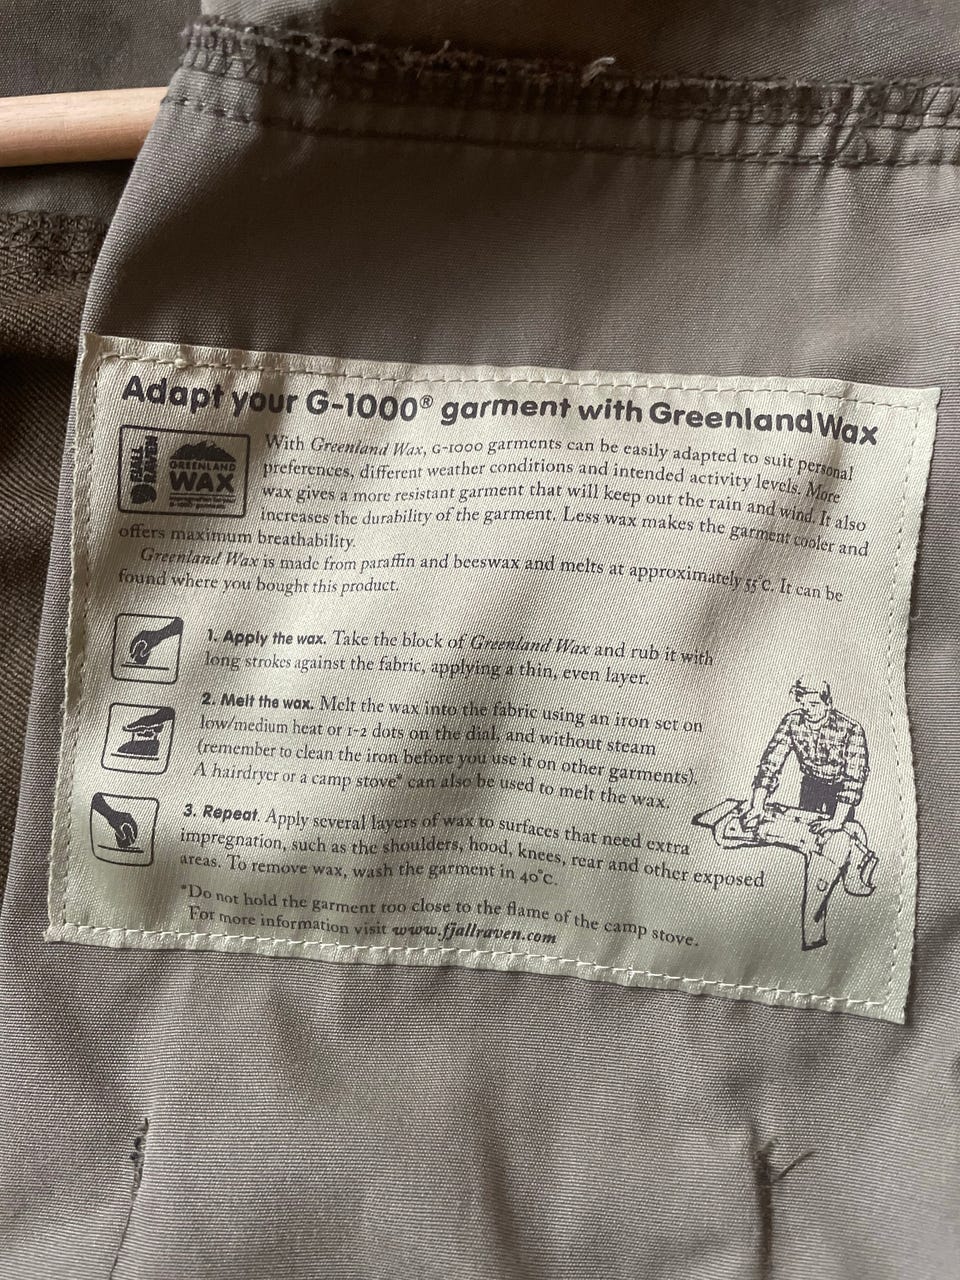 Adapt your G-1000® garment with Greenland Wax
FJÄLL
RÄVEN
GREENLAND
WAX
With Greenland Wax, G-1000 garments can be easily adapted to suit personal
preferences, different weather conditions and intended activity levels. More
wax gives a more resistant garment that will keep out the rain and wind. It also
increases the durability of the garment. Less wax makes the garment cooler and
offers maximum breathability.
Greenland Wax is made from paraffin and beeswax and melts at approximately 55°C. It can be
found where you bought this product.
1. Apply the wax. Take the block of Greenland Wax and rub it with
long strokes against the fabric, applying a thin, even layer.
2. Melt the wax. Melt the wax into the fabric using an iron set on
low/medium heat or 1-2 dots on the dial, and without steam
(remember to clean the iron before you use it on other garments).
A hairdryer or a camp stove* can also be used to melt the wax.
3. Repeat. Apply several layers of wax to surfaces that need extra
impregnation, such as the shoulders, hood, knees, rear and other exposed
areas. To remove wax, wash the garment in 40°C.
*Do not hold the garment too close to the flame of the camp stove.
For more information visit www.fjallraven.com